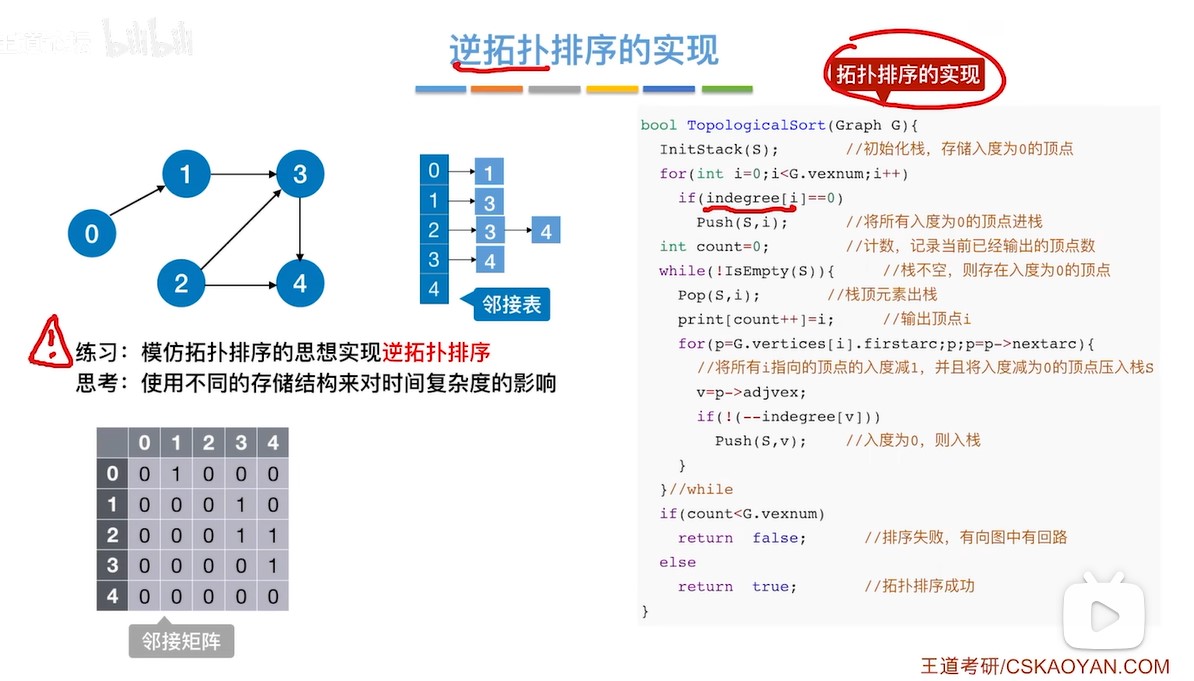 bilibili
逆拓扑排序的实现
拓扑排序的实现
0
1
2
3
4
0 1
1 3
2 3 4
3 4
4
邻接表
练习：模仿拓扑排序的思想实现逆拓扑排序
思考：使用不同的存储结构来对时间复杂度的影响
0 1 2 3 4
0 0 1 0 0 0
1 0 0 0 1 0
2 0 0 0 1 1
3 0 0 0 0 1
4 0 0 0 0 0
邻接矩阵
bool TopologicalSort(Graph G){
InitStack(S); //初始化栈，存储入度为0的顶点
for(int i=0;i<G.vexnum;i++)
if(indegree[i]==0)
Push(S,i); //将所有入度为0的顶点进栈
int count=0; //计数，记录当前已经输出的顶点数
while(!IsEmpty(S)){ //栈不空，则存在入度为0的顶点
Pop(S,i); //栈顶元素出栈
print[count++]=i; //输出顶点i
for(p=G.vertices[i].firstarc;p;p=p->nextarc){
//将所有i指向的顶点的入度减1，并且将入度减为0的顶点压入栈S
v=p->adjvex;
if(!(--indegree[v]))
Push(S,v); //入度为0，则入栈
}
}//while
if(count<G.vexnum)
return false; //排序失败，有向图中有回路
else
return true; //拓扑排序成功
}
王道考研/CSKAOYAN.COM